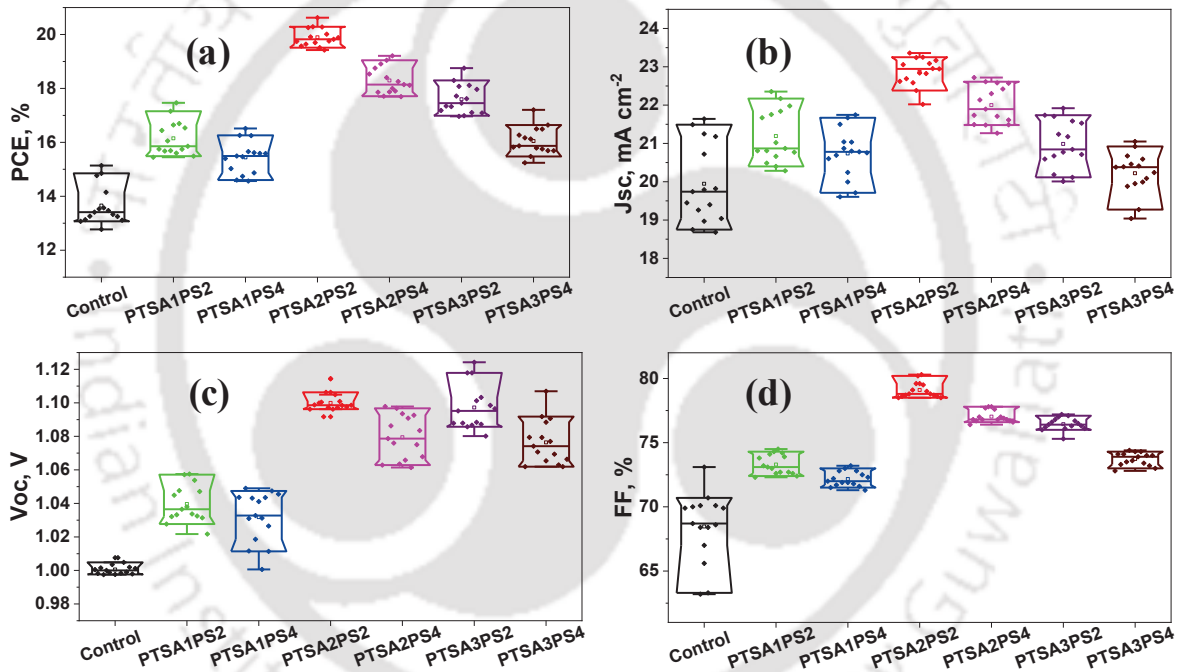 (a)
PCE, %
20
18
16
14
12
Control
PTSA1PS2
PTSA1PS4
PTSA2PS2
PTSA2PS4
PTSA3PS2
PTSA3PS4
(b)
Jsc, mA cm-2
24
23
22
21
20
19
18
Control
PTSA1PS2
PTSA1PS4
PTSA2PS2
PTSA2PS4
PTSA3PS2
PTSA3PS4
(c)
Voc, V
1.12
1.10
1.08
1.06
1.04
1.02
1.00
0.98
Control
PTSA1PS2
PTSA1PS4
PTSA2PS2
PTSA2PS4
PTSA3PS2
PTSA3PS4
(d)
FF, %
80
75
70
65
Control
PTSA1PS2
PTSA1PS4
PTSA2PS2
PTSA2PS4
PTSA3PS2
PTSA3PS4
Indian
Guwahati